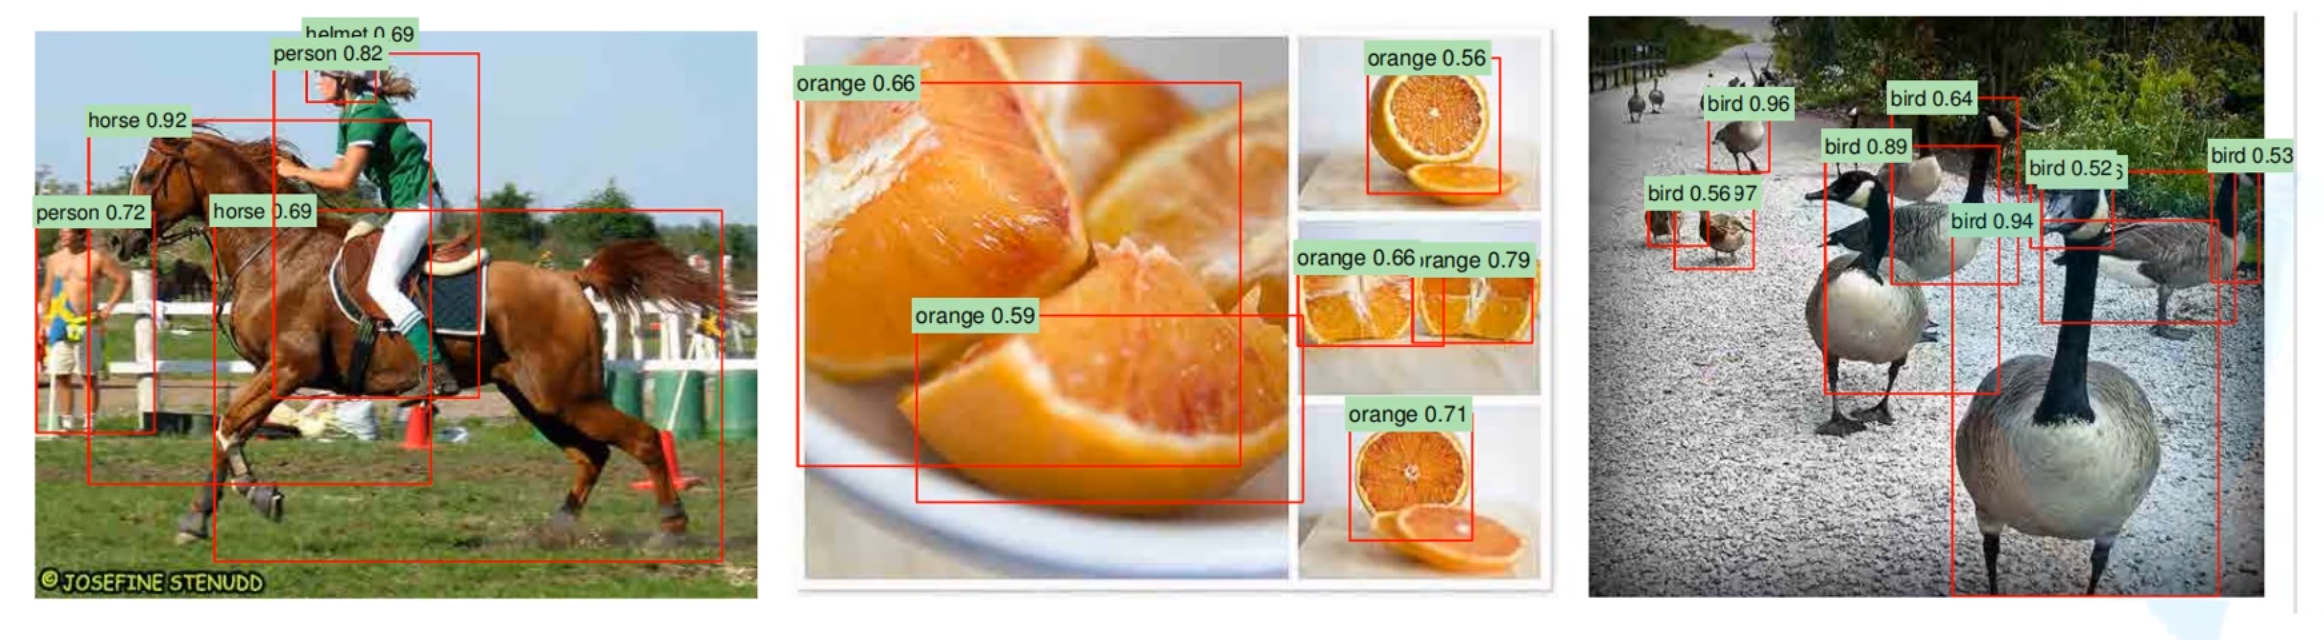 helmet 0.69
person 0.82
horse 0.92
person 0.72
horse 0.69
© JOSEFINE STENUDD
orange 0.66
orange 0.56
orange 0.66
range 0.79
orange 0.59
orange 0.71
bird 0.96
bird 0.64
bird 0.89
bird 0.52
bird 0.53
bird 0.56 97
bird 0.94